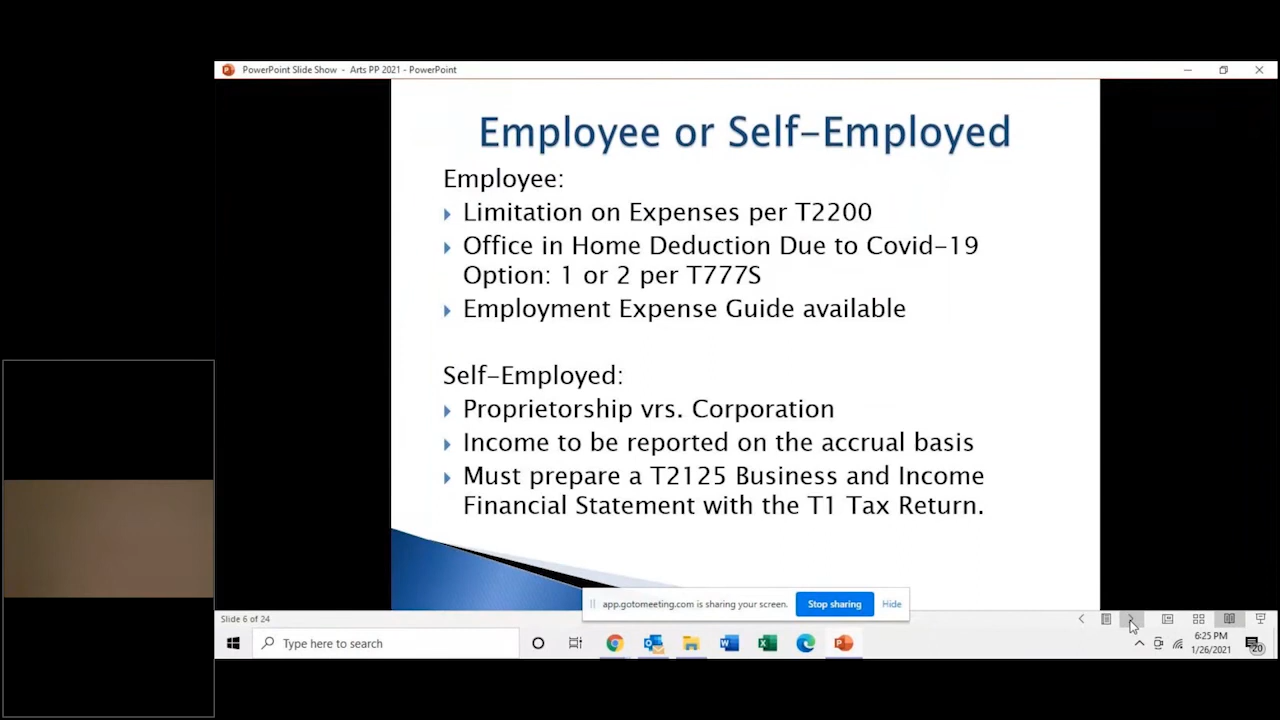 PowerPoint Slide Show - Arts PP 2021 - PowerPoint
Employee or Self-Employed
Employee:
Limitation on Expenses per T2200
Office in Home Deduction Due to Covid-19
Option: 1 or 2 per T777S
Employment Expense Guide available
Self-Employed:
Proprietorship vrs. Corporation
Income to be reported on the accrual basis
Must prepare a T2125 Business and Income
Financial Statement with the T1 Tax Return.
app.gotomeeting.com is sharing your screen.
Stop sharing
Hide
Slide 6 of 24
Type here to search
6:25 PM
1/26/2021
20